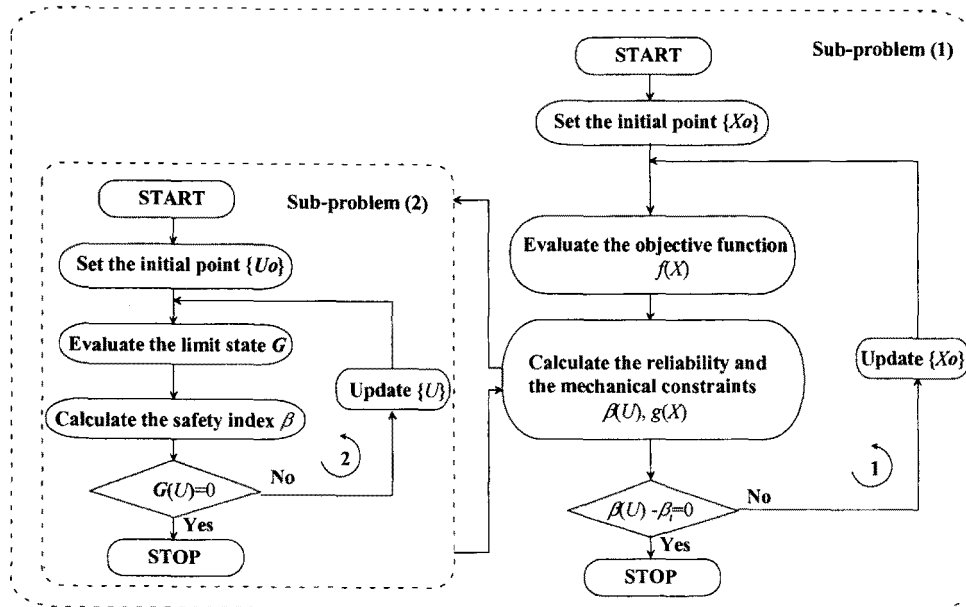 Sub-problem (1)
START
Set the initial point {Xo}
Evaluate the objective function
f(X)
Calculate the reliability and
the mechanical constraints
β(U), g(X)
Update {Xo}
1
No
β(U) -βt=0
Yes
STOP
Sub-problem (2)
START
Set the initial point {Uo}
Evaluate the limit state G
Calculate the safety index β
Update {U}
2
No
G(U)=0
Yes
STOP